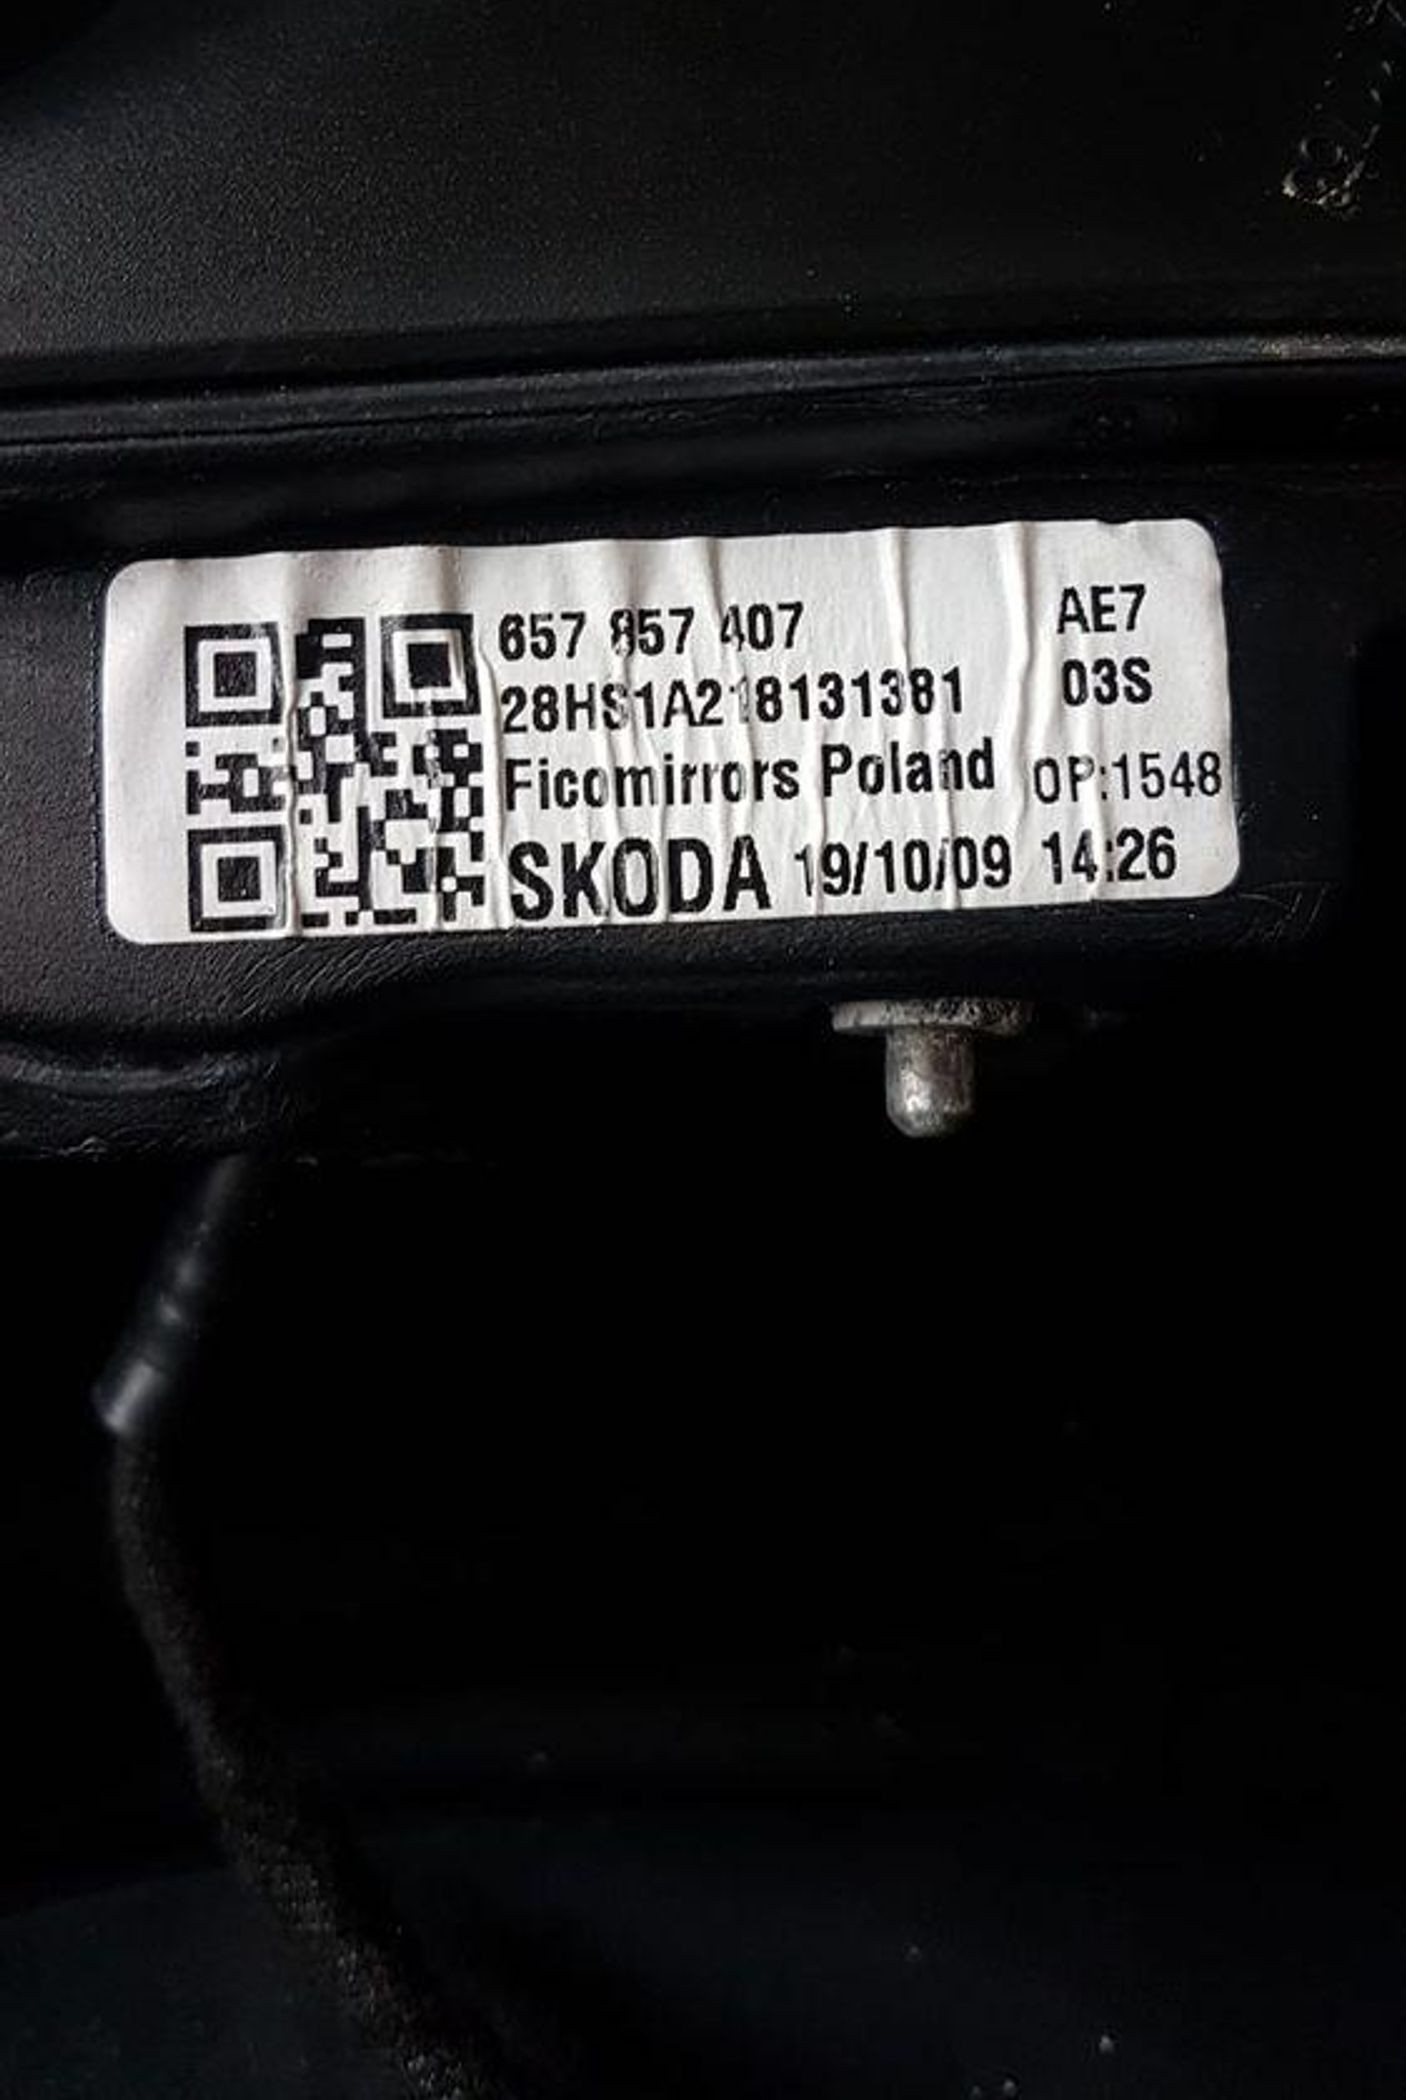 657 857 407 AE7
28HS1A218131381 03S
Ficomirrors Poland OP:1548
SKODA 19/10/09 14:26